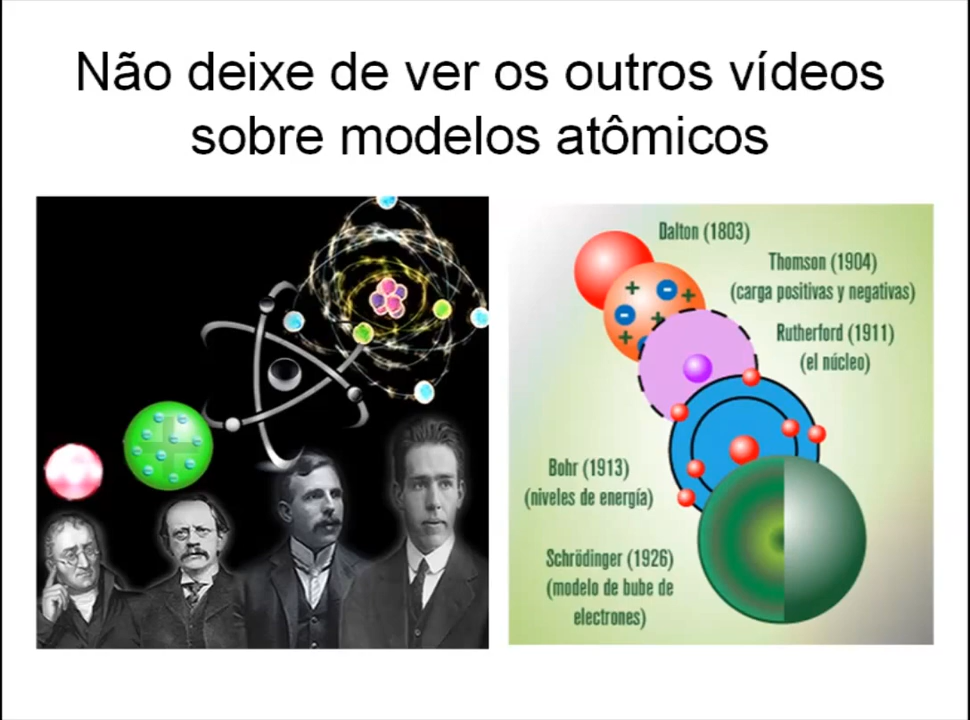 Não deixe de ver os outros vídeos
sobre modelos atômicos
Dalton (1803)
Thomson (1904)
(carga positivas y negativas)
Rutherford (1911)
(el núcleo)
Bohr (1913)
(niveles de energía)
Schrödinger (1926)
(modelo de bube de
electrones)